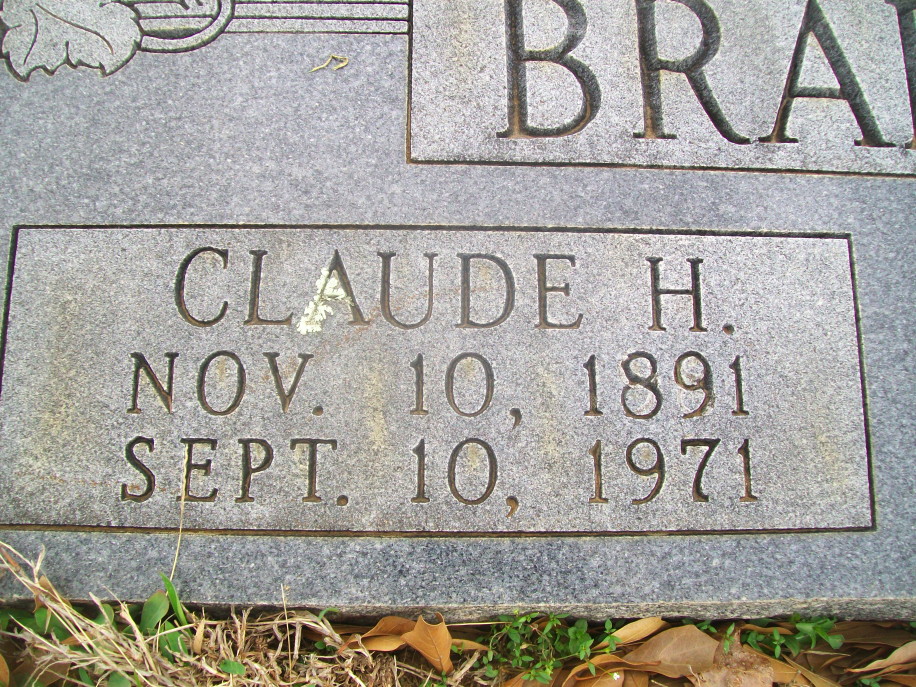 BRA
CLAUDE H.
NOV. 10, 1891
SEPT. 10, 1971